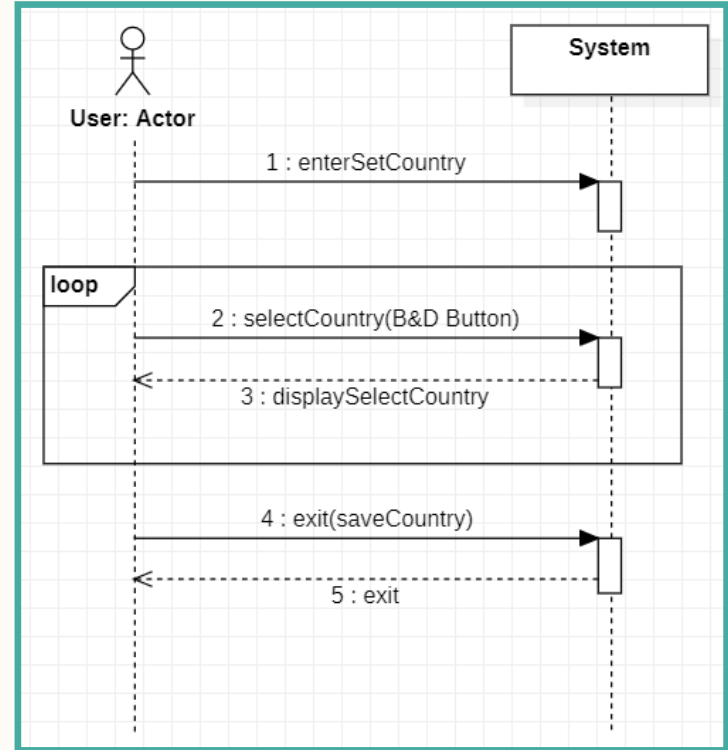 System
User: Actor
1 : enterSetCountry
loop
2 : selectCountry(B&D Button)
3 : displaySelectCountry
4 : exit(saveCountry)
5 : exit